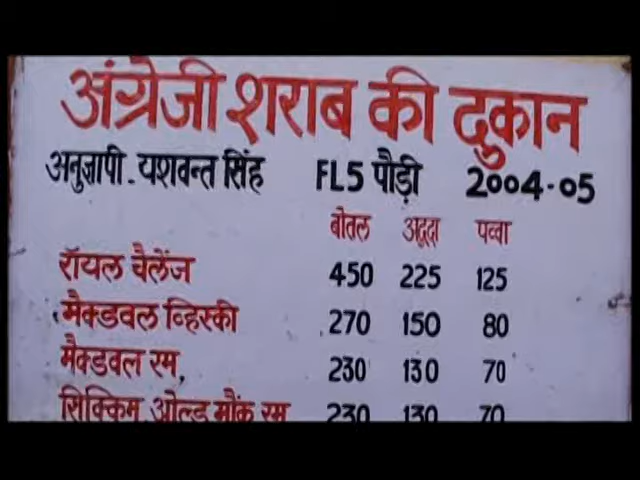 अंग्रेजी शराब की दुकान
अनुज्ञापी - यशवन्त सिंह FL5 पौड़ी 2004-05
बोतल अद्दा पव्वा
रॉयल चैलेंज 450 225 125
मैक्डवल व्हिस्की 270 150 80
मैक्डवल रम, 230 130 70
सिक्किम ओल्ड मौंक रम 230 130 70